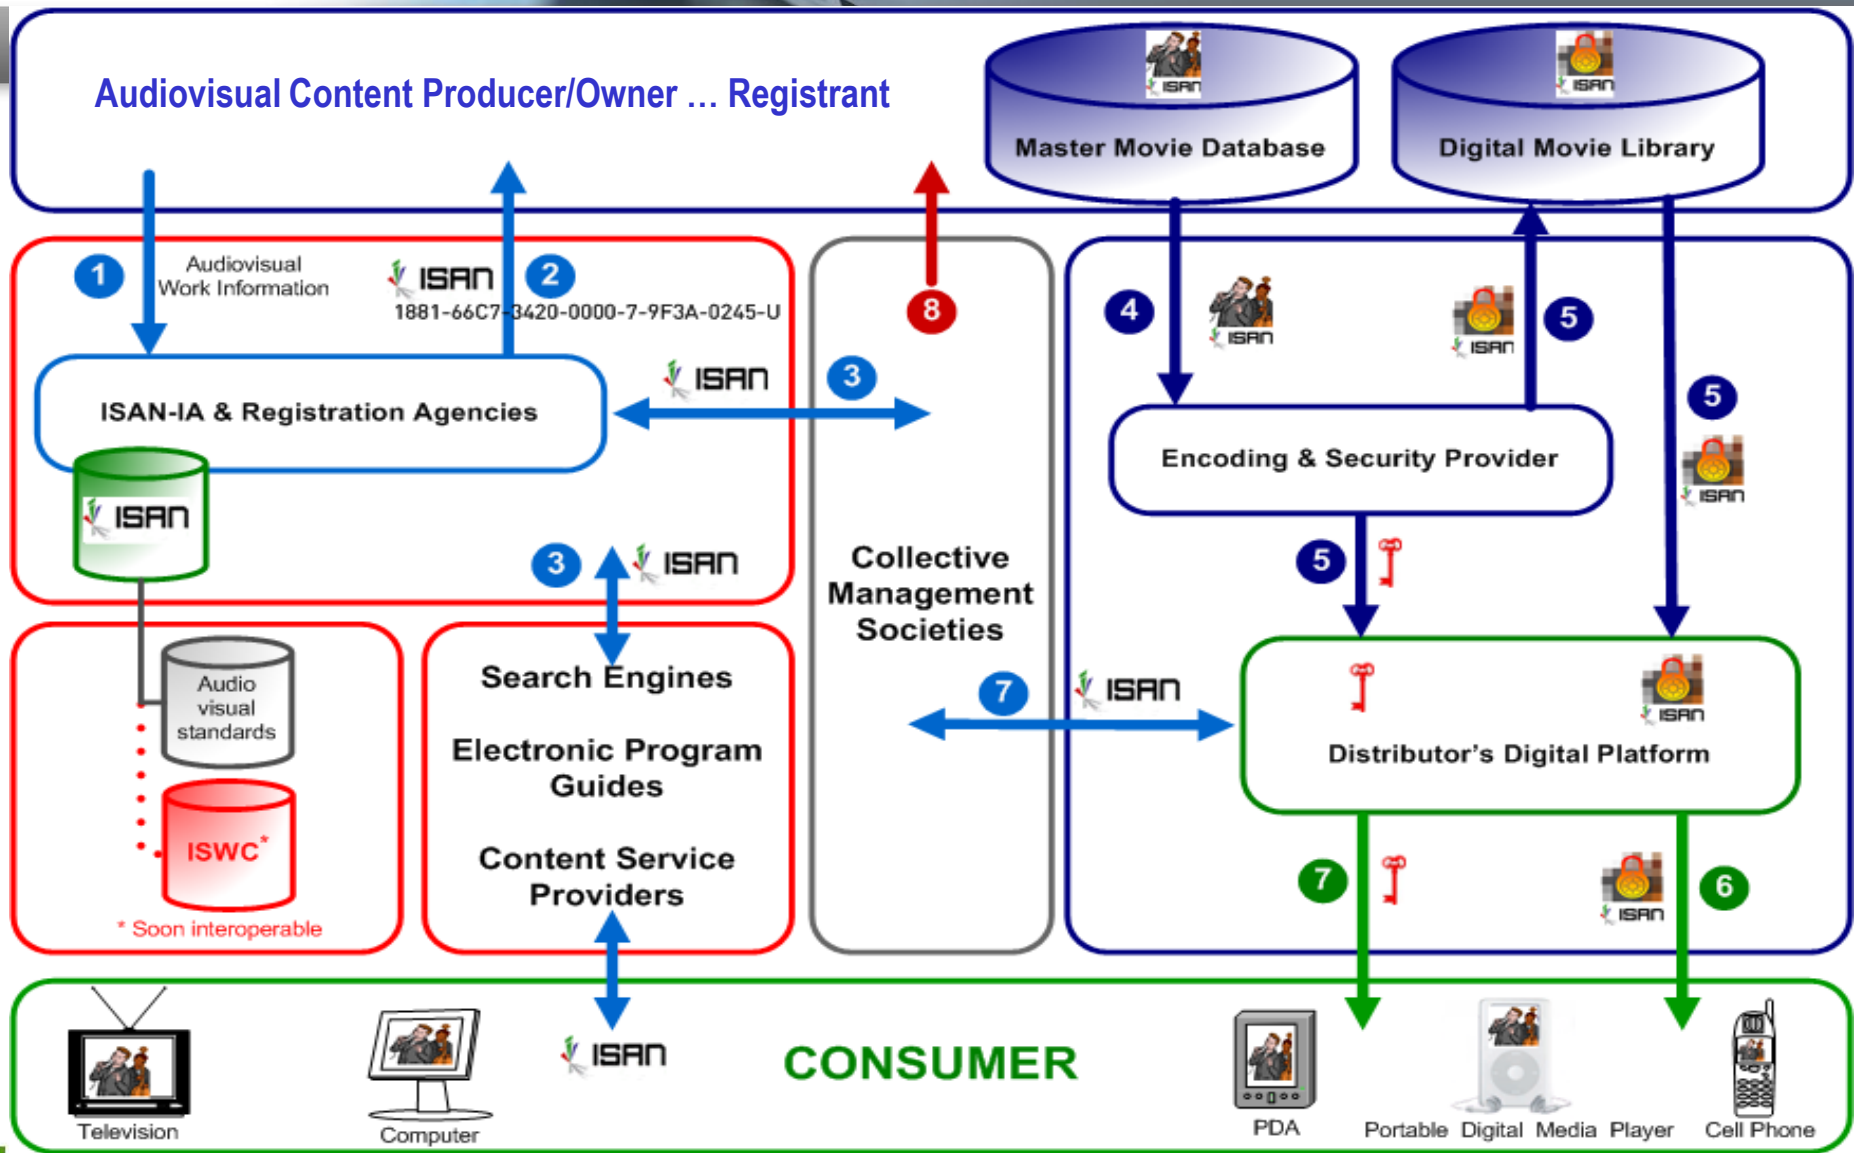 Audiovisual Content Producer/Owner … Registrant
ISAN
Master Movie Database
ISAN
Digital Movie Library
1
Audiovisual
Work Information
ISAN
2
1881-66C7-3420-0000-7-9F3A-0245-U
8
4
ISAN
ISAN
5
ISAN
3
5
ISAN
ISAN-IA & Registration Agencies
ISAN
Encoding & Security Provider
3
ISAN
5
Collective
Management
Societies
Audio
visual
standards
ISWC*
* Soon interoperable
Search Engines
Electronic Program
Guides
Content Service
Providers
7
ISAN
ISAN
Distributor's Digital Platform
7
ISAN
6
Television
Computer
ISAN
CONSUMER
PDA
Portable Digital Media Player
Cell Phone